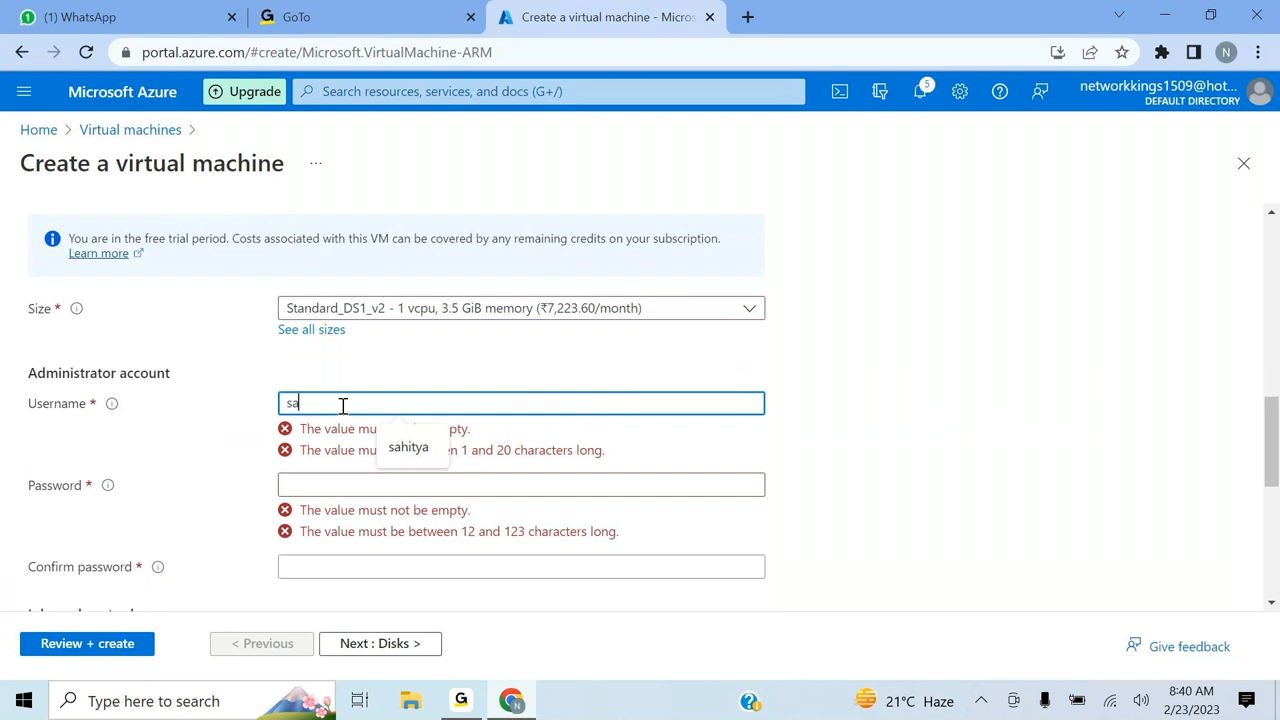 (1) WhatsApp
GoTo
Create a virtual machine - Micros
portal.azure.com/#create/Microsoft.VirtualMachine-ARM
N
Microsoft Azure
Upgrade
Search resources, services, and docs (G+/)
5
networkkings1509@hot...
DEFAULT DIRECTORY
Home > Virtual machines >
Create a virtual machine ...
You are in the free trial period. Costs associated with this VM can be covered by any remaining credits on your subscription.
Learn more
Size *
Standard_DS1_v2 - 1 vcpu, 3.5 GiB memory (₹7,223.60/month)
See all sizes
Administrator account
Username *
sa
The value mu pty.
sahitya
The value mu n 1 and 20 characters long.
Password *
The value must not be empty.
The value must be between 12 and 123 characters long.
Confirm password *
Review + create
< Previous
Next : Disks >
Give feedback
Type here to search
21°C Haze
8:40 AM
2/23/2023